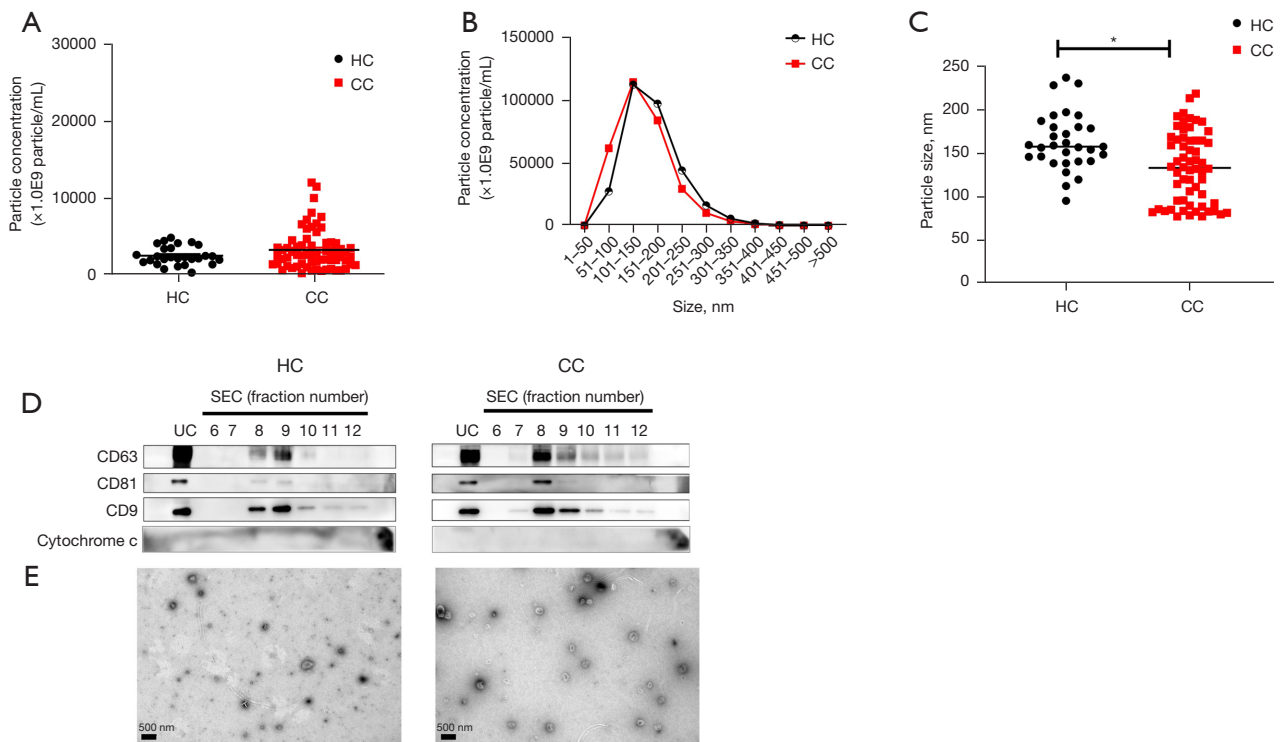 A
Particle concentration
(×1.0E9 particle/mL)
30000
20000
10000
0
HC
CC
HC
CC
B
Particle concentration
(×1.0E9 particle/mL)
150000
100000
50000
0
HC
CC
1–50
51–100
101–150
151–200
201–250
251–300
301–350
351–400
401–450
451–500
>500
Size, nm
C
Particle size, nm
250
200
150
100
50
0
*
HC
CC
HC
CC
D
HC
SEC (fraction number)
UC 6 7 8 9 10 11 12
CC
SEC (fraction number)
UC 6 7 8 9 10 11 12
CD63
CD81
CD9
Cytochrome c
E
500 nm
500 nm